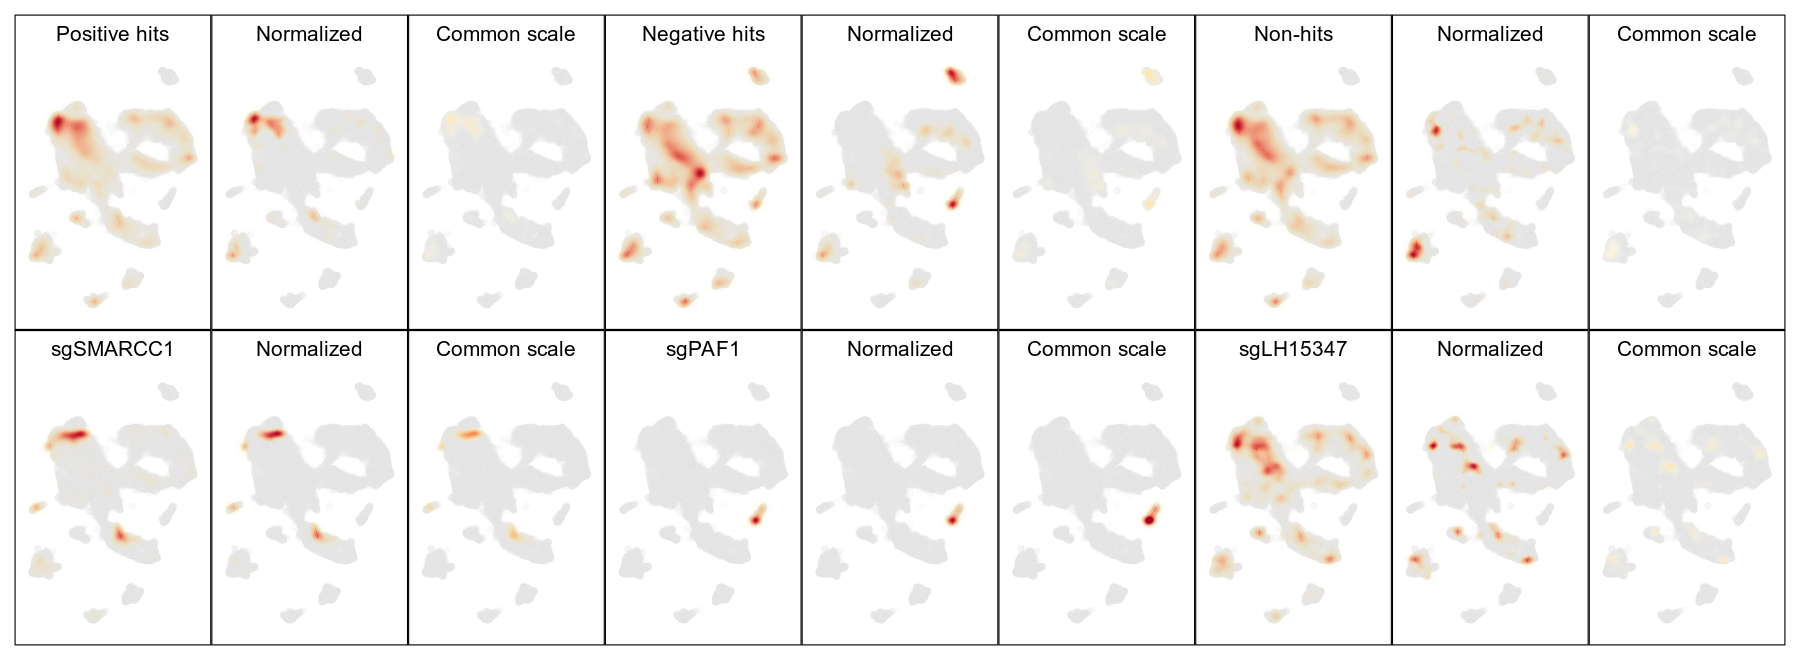 Positive hits
Normalized
Common scale
Negative hits
Normalized
Common scale
Non-hits
Normalized
Common scale
sgSMARCC1
Normalized
Common scale
sgPAF1
Normalized
Common scale
sgLH15347
Normalized
Common scale